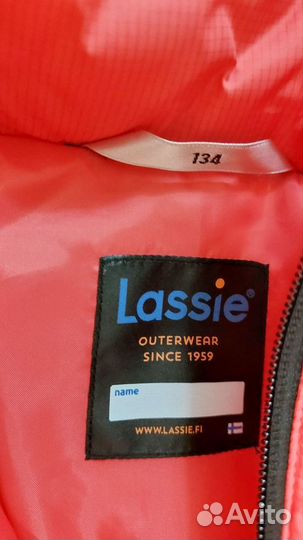 134
Lassie®
OUTERWEAR
SINCE 1959
name
WWW.LASSIE.FI
Avito